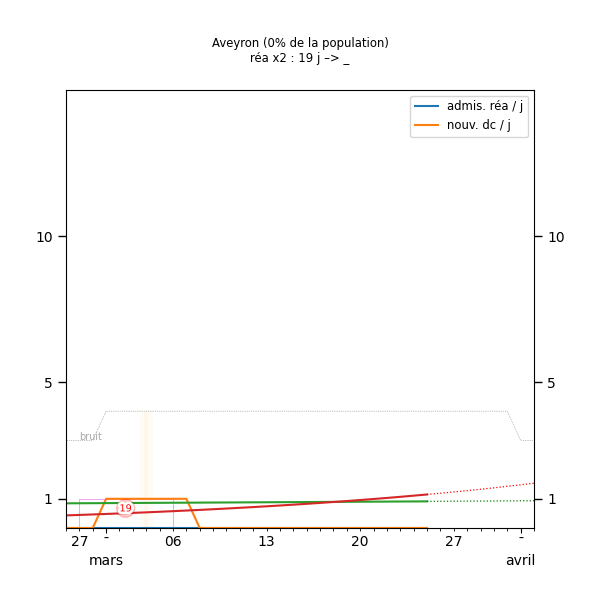 Aveyron (0% de la population)
réa x2 : 19 j –> _
admis. réa / j
nouv. dc / j
10 10
5 5
bruit
1 19 1
27 - 06 13 20 27 -
mars avril